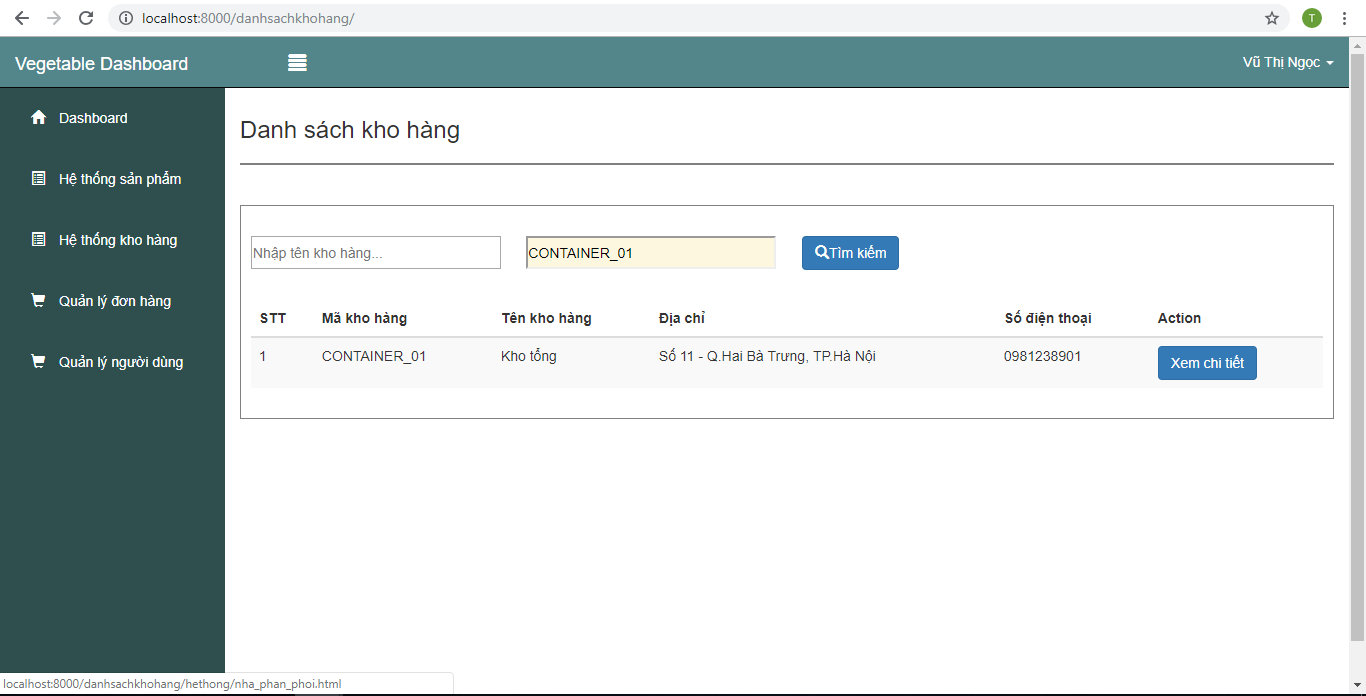 localhost:8000/danhsachkhohang/
T
Vegetable Dashboard
Vũ Thị Ngọc
Dashboard
Hệ thống sản phẩm
Hệ thống kho hàng
Quản lý đơn hàng
Quản lý người dùng
Danh sách kho hàng
Nhập tên kho hàng... CONTAINER_01 Tìm kiếm
STT Mã kho hàng Tên kho hàng Địa chỉ Số điện thoại Action
1 CONTAINER_01 Kho tổng Số 11 - Q.Hai Bà Trưng, TP.Hà Nội 0981238901 Xem chi tiết
localhost:8000/danhsachkhohang/hethong/nha_phan_phoi.html